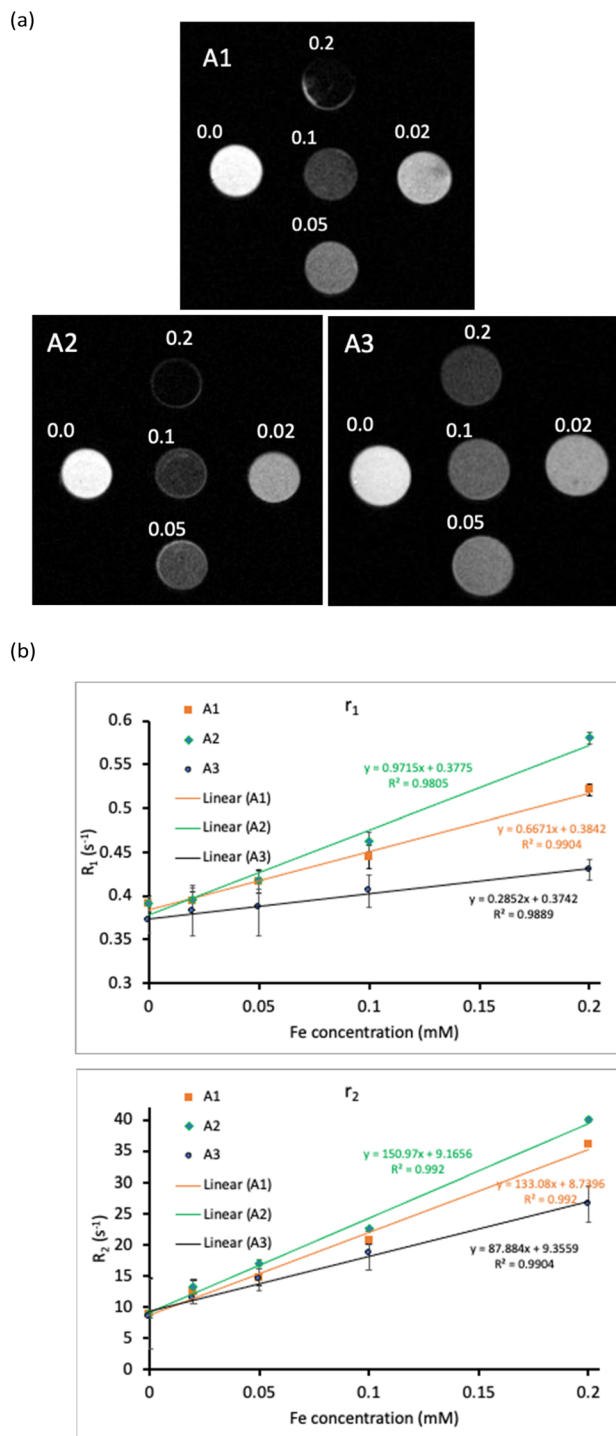 (a)
A1
0.2
0.0
0.1
0.02
0.05
A2
0.2
0.0
0.1
0.02
0.05
A3
0.2
0.0
0.1
0.02
0.05
(b)
r1
A1
A2
A3
Linear (A1)
Linear (A2)
Linear (A3)
y = 0.9715x + 0.3775
R² = 0.9805
y = 0.6671x + 0.3842
R² = 0.9904
y = 0.2852x + 0.3742
R² = 0.9889
R1 (s-1)
0.6
0.55
0.5
0.45
0.4
0.35
0.3
0
0.05
0.1
0.15
0.2
Fe concentration (mM)
r2
A1
A2
A3
Linear (A1)
Linear (A2)
Linear (A3)
y = 150.97x + 9.1656
R² = 0.992
y = 133.08x + 8.7396
R² = 0.992
y = 87.884x + 9.3559
R² = 0.9904
R2 (s-1)
40
35
30
25
20
15
10
5
0
0
0.05
0.1
0.15
0.2
Fe concentration (mM)